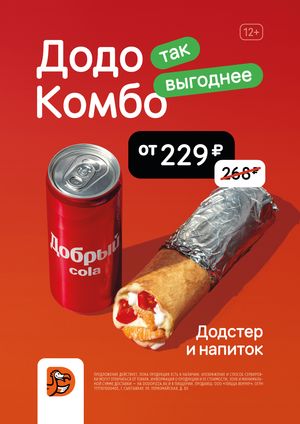 12+
Додо
так
выгоднее
Комбо
от 229 ₽
268 ₽
Добрый
cola
Додстер
и напиток